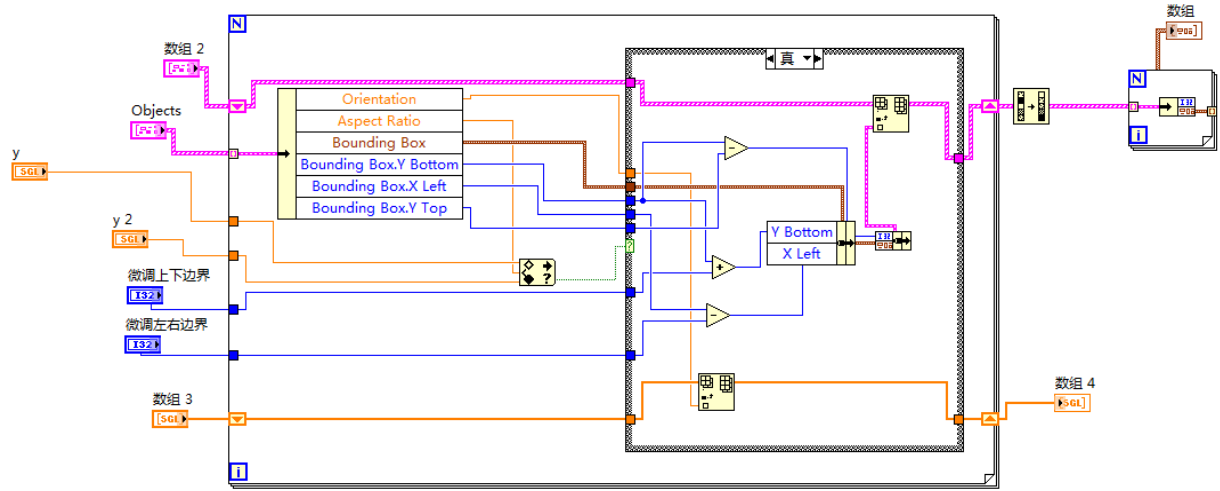 数组
N
数组 2
真
Objects
N
I32
i
Orientation
Aspect Ratio
Bounding Box
Bounding Box.Y Bottom
Bounding Box.X Left
Bounding Box.Y Top
y
SGL
y 2
SGL
?
?
Y Bottom
X Left
I32
微调上下边界
I32
微调左右边界
I32
数组 3
SGL
数组 4
SGL
i